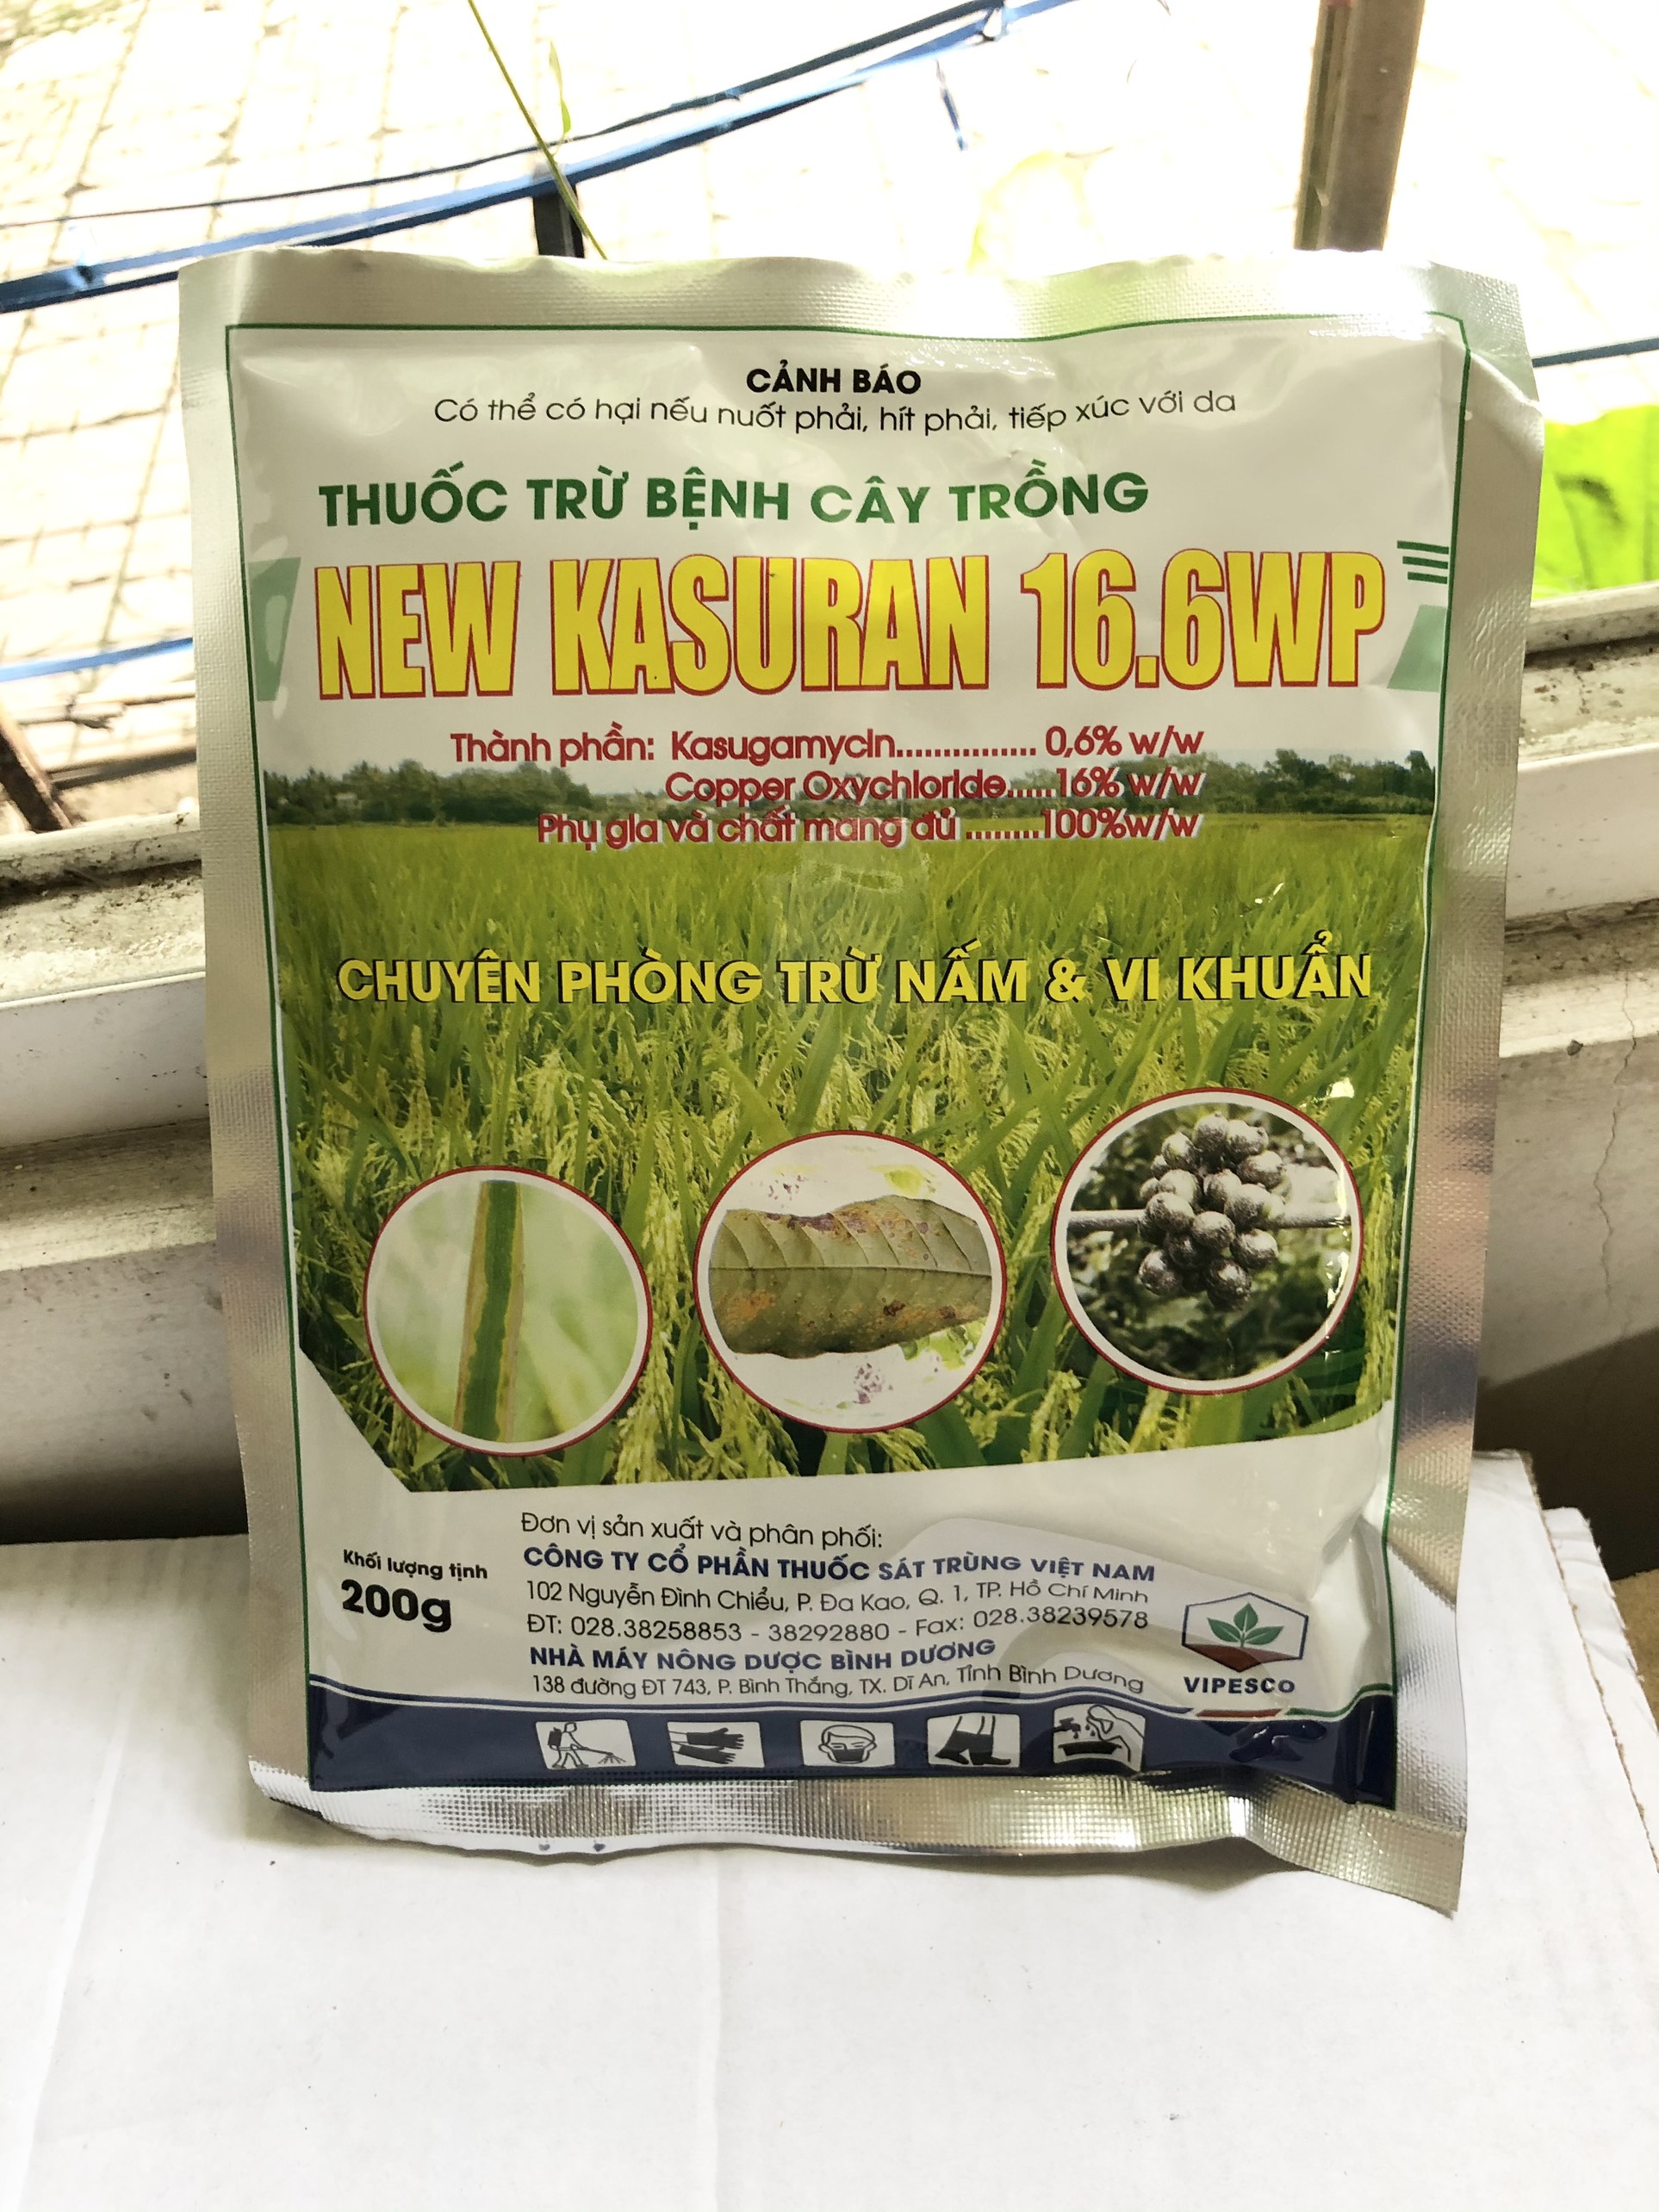 CẢNH BÁO
Có thể có hại nếu nuốt phải, hít phải, tiếp xúc với da
THUỐC TRỪ BỆNH CÂY TRỒNG
NEW KASURAN 16.6WP
Thành phần: Kasugamycin............... 0,6% w/w
Copper Oxychloride......16% w/w
Phụ gia và chất mang đủ ........100%w/w
CHUYÊN PHÒNG TRỪ NẤM & VI KHUẨN
Khối lượng tịnh
200g
Đơn vị sản xuất và phân phối:
CÔNG TY CỔ PHẦN THUỐC SÁT TRÙNG VIỆT NAM
102 Nguyễn Đình Chiểu, P. Đa Kao, Q. 1, TP. Hồ Chí Minh
ĐT: 028.38258853 - 38292880 - Fax: 028.38239578
NHÀ MÁY NÔNG DƯỢC BÌNH DƯƠNG
138 đường ĐT 743, P. Bình Thắng, TX. Dĩ An, Tỉnh Bình Dương
VIPESCO